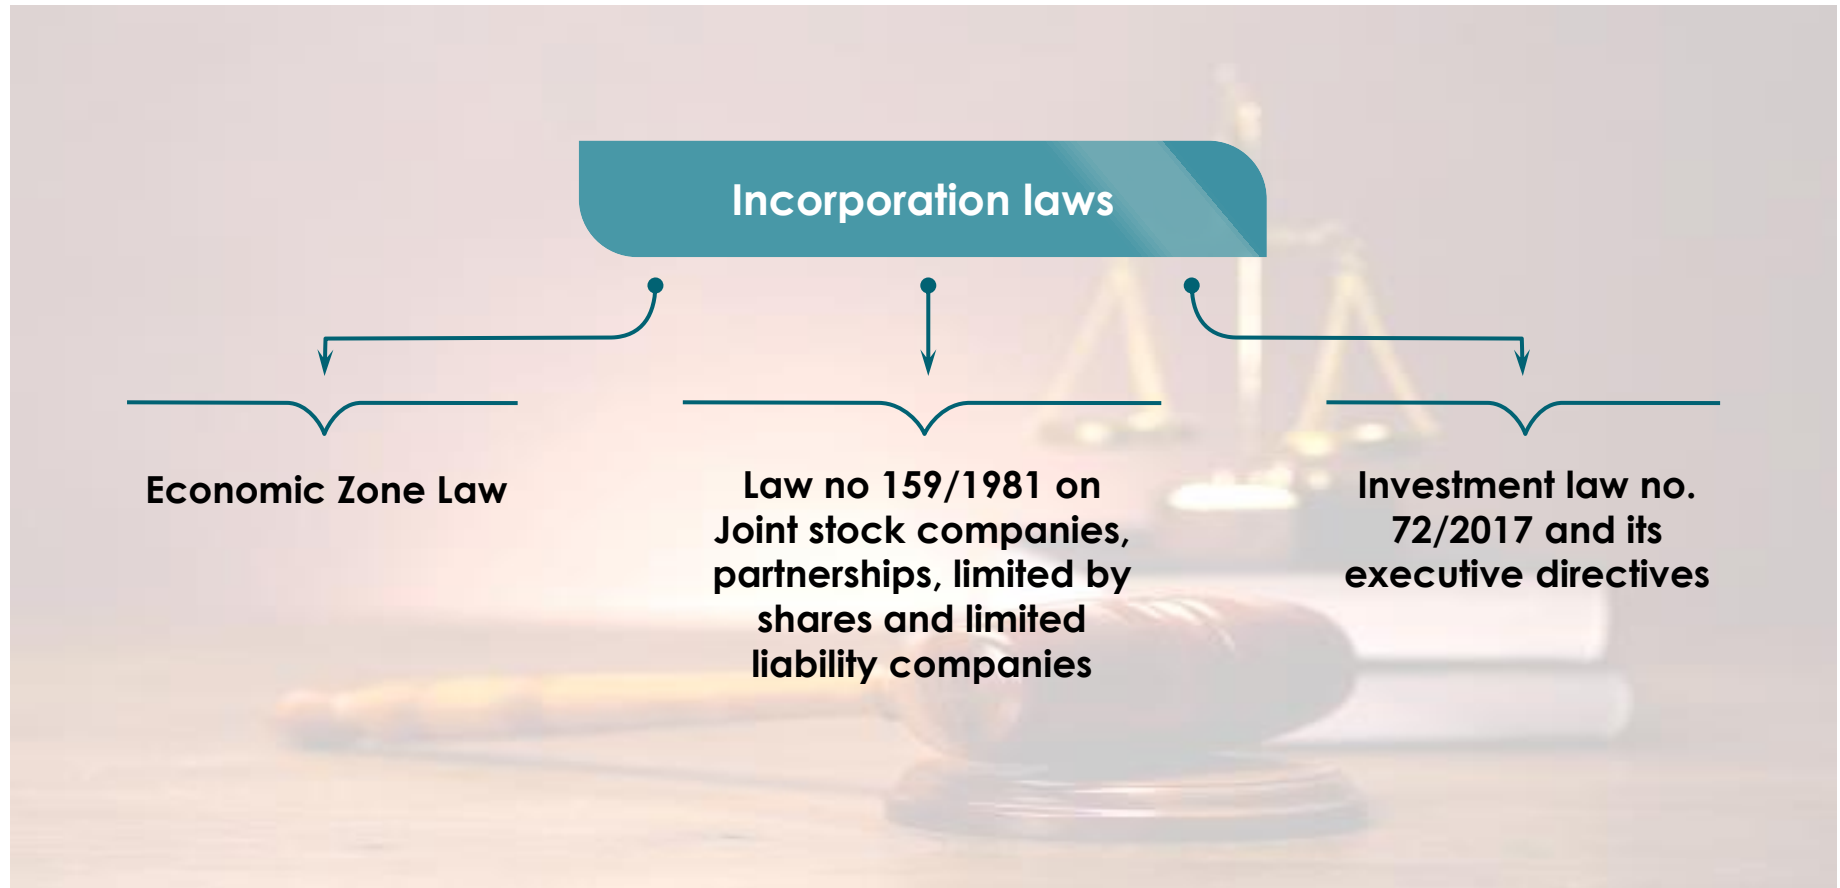 Incorporation laws
Economic Zone Law
Law no 159/1981 on
Joint stock companies,
partnerships, limited by
shares and limited
liability companies
Investment law no.
72/2017 and its
executive directives